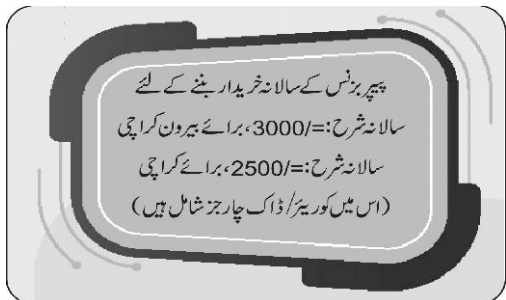 پیپر بزنس کے سالانہ خریدار بننے کے لئے
سالانہ شرح:=/3000، برائے بیرون کراچی
سالانہ شرح:=/2500، برائے کراچی
(اس میں کوریئر/ ڈاک چارجز شامل ہیں)